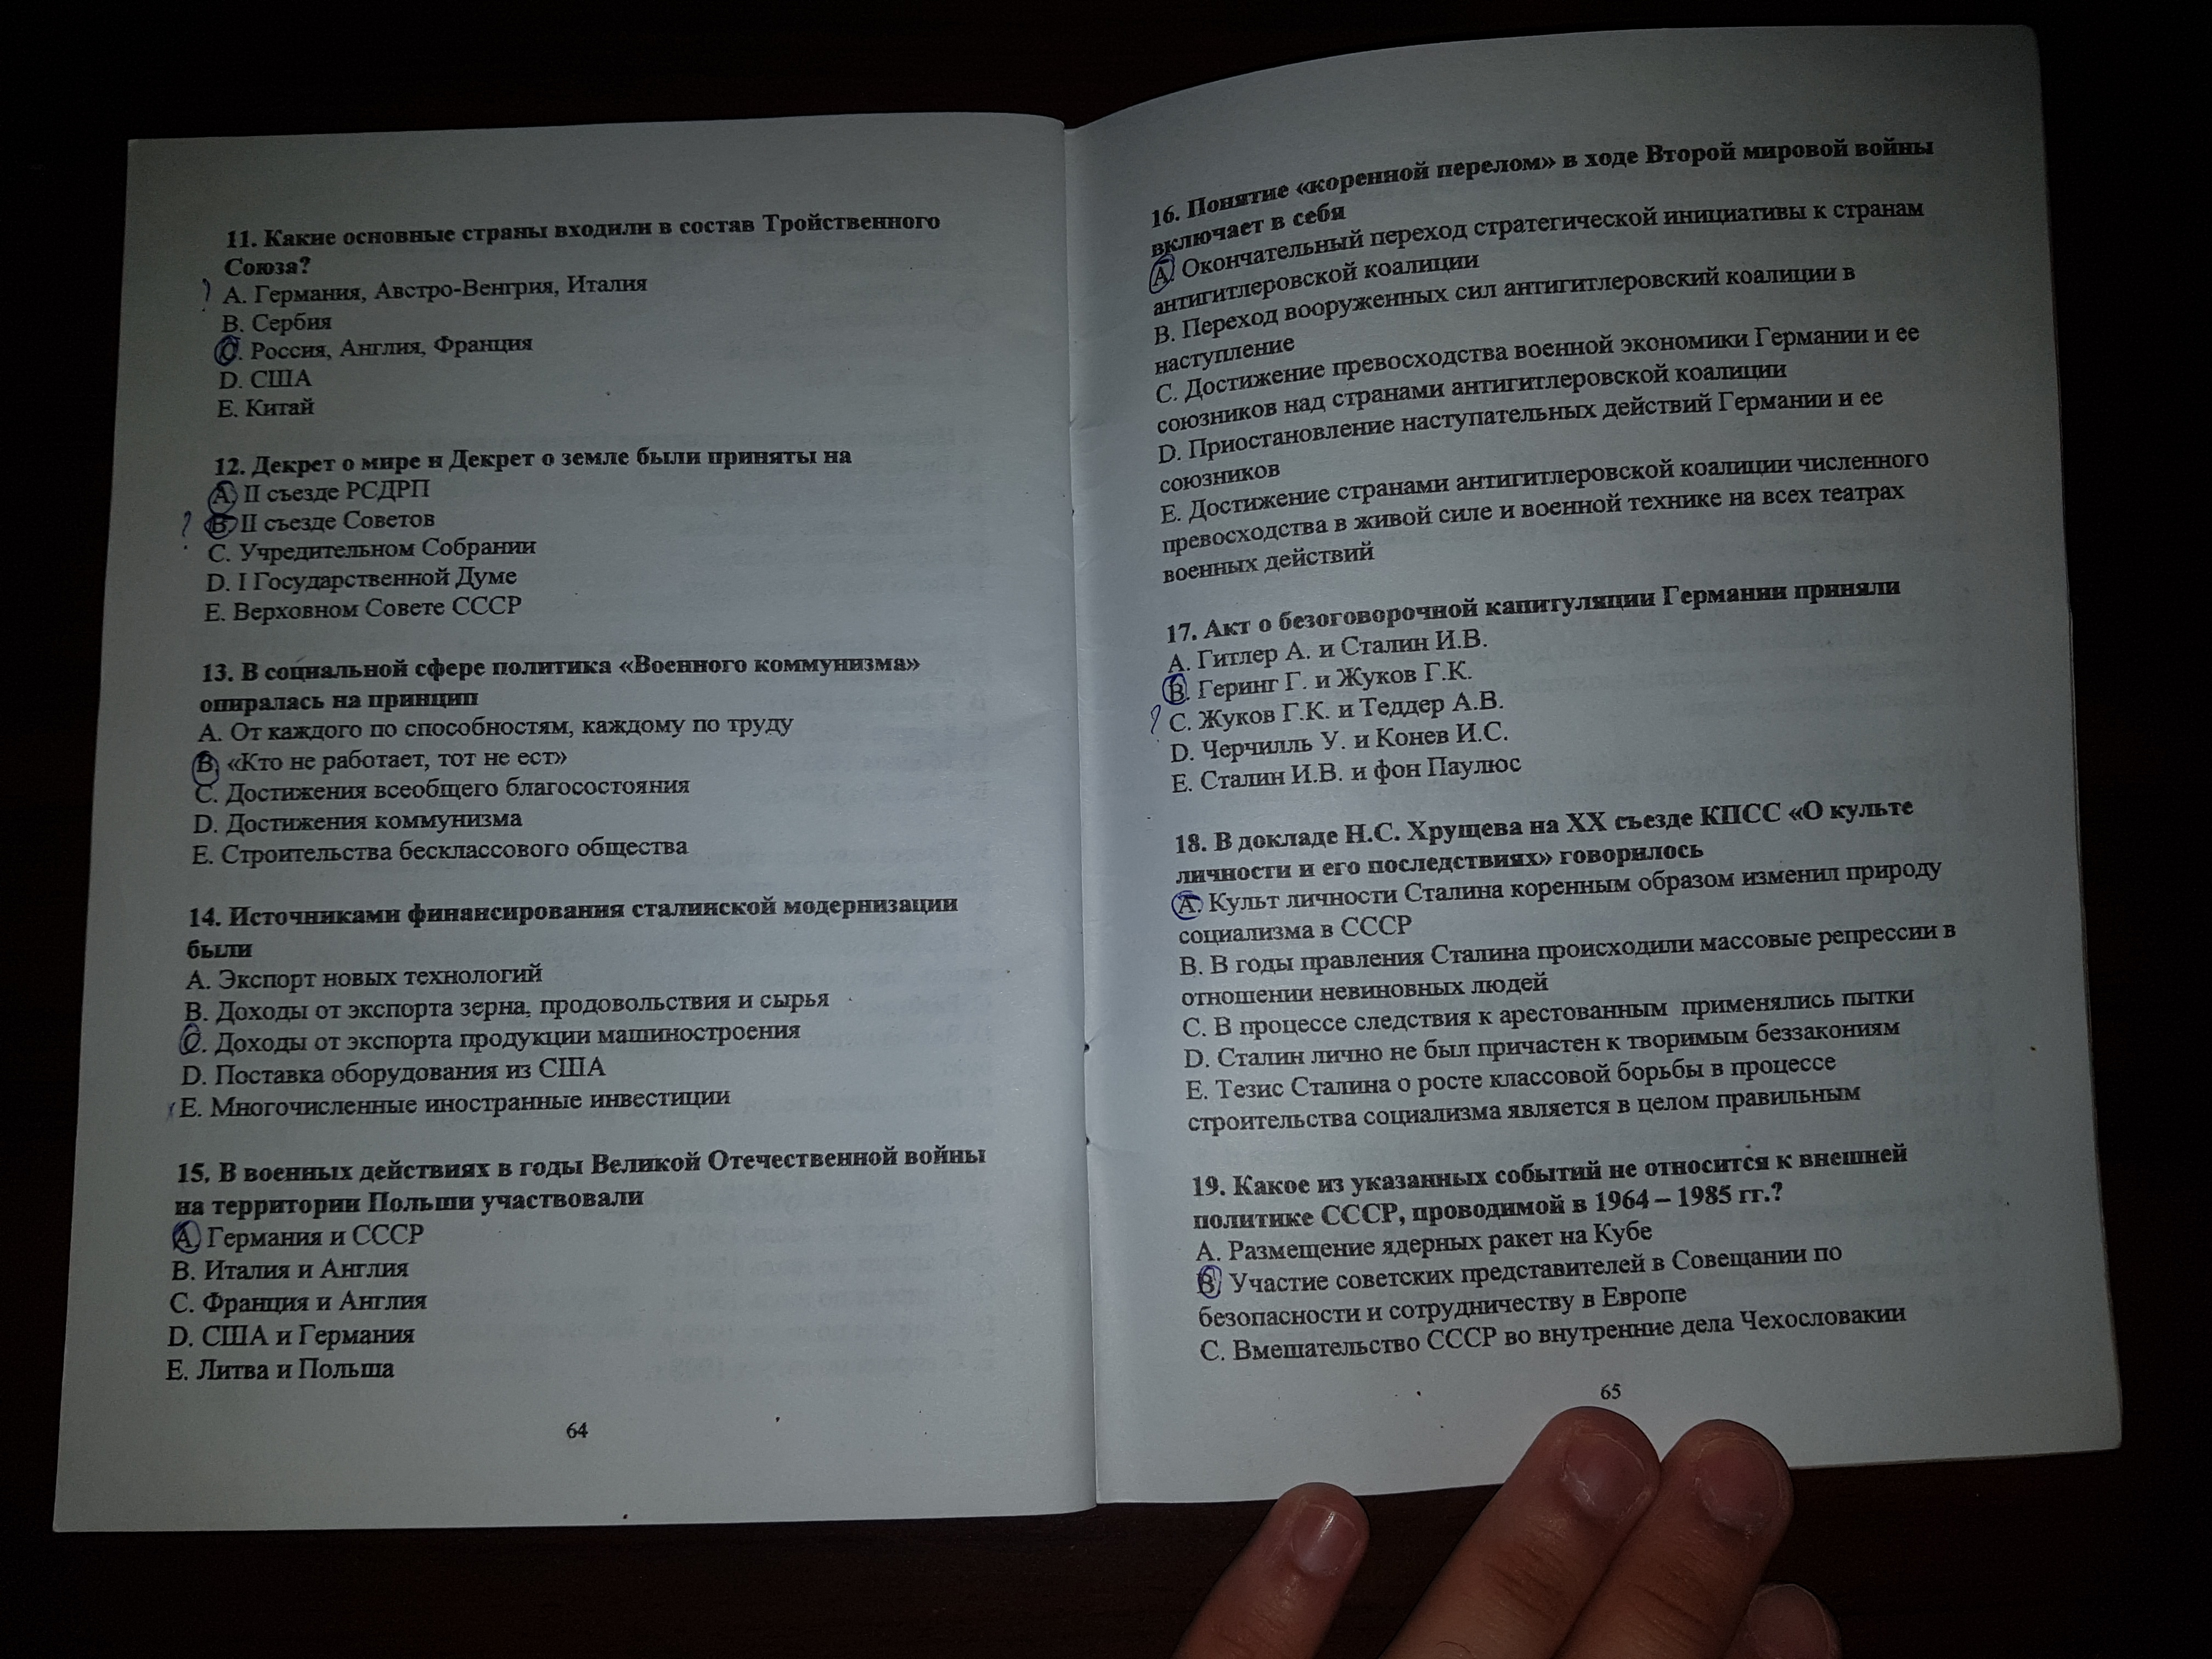 11. Какие основные страны входили в состав Тройственного
Союза?
? А. Германия, Австро-Венгрия, Италия
В. Сербия
С. Россия, Англия, Франция
D. США
Е. Китай
12. Декрет о мире и Декрет о земле были приняты на
А. II съезде РСДРП
? В. II съезде Советов
С. Учредительном Собрании
D. I Государственной Думе
Е. Верховном Совете СССР
13. В социальной сфере политика «Военного коммунизма»
опиралась на принцип
А. От каждого по способностям, каждому по труду
В. «Кто не работает, тот не ест»
С. Достижения всеобщего благосостояния
D. Достижения коммунизма
Е. Строительства бесклассового общества
14. Источниками финансирования сталинской модернизации
были
А. Экспорт новых технологий
В. Доходы от экспорта зерна, продовольствия и сырья
С. Доходы от экспорта продукции машиностроения
D. Поставка оборудования из США
Е. Многочисленные иностранные инвестиции
15. В военных действиях в годы Великой Отечественной войны
на территории Польши участвовали
А. Германия и СССР
В. Италия и Англия
С. Франция и Англия
D. США и Германия
Е. Литва и Польша
64
16. Понятие «коренной перелом» в ходе Второй мировой войны
включает в себя
А. Окончательный переход стратегической инициативы к странам
антигитлеровской коалиции
В. Переход вооруженных сил антигитлеровский коалиции в
наступление
С. Достижение превосходства военной экономики Германии и ее
союзников над странами антигитлеровской коалиции
D. Приостановление наступательных действий Германии и ее
союзников
Е. Достижение странами антигитлеровской коалиции численного
превосходства в живой силе и военной технике на всех театрах
военных действий
17. Акт о безоговорочной капитуляции Германии приняли
А. Гитлер А. и Сталин И.В.
В. Геринг Г. и Жуков Г.К.
? С. Жуков Г.К. и Теддер А.В.
D. Черчилль У. и Конев И.С.
Е. Сталин И.В. и фон Паулюс
18. В докладе Н.С. Хрущева на XX съезде КПСС «О культе
личности и его последствиях» говорилось
А. Культ личности Сталина коренным образом изменил природу
социализма в СССР
В. В годы правления Сталина происходили массовые репрессии в
отношении невиновных людей
С. В процессе следствия к арестованным применялись пытки
D. Сталин лично не был причастен к творимым беззакониям
Е. Тезис Сталина о росте классовой борьбы в процессе
строительства социализма является в целом правильным
19. Какое из указанных событий не относится к внешней
политике СССР, проводимой в 1964 – 1985 гг.?
А. Размещение ядерных ракет на Кубе
В. Участие советских представителей в Совещании по
безопасности и сотрудничеству в Европе
С. Вмешательство СССР во внутренние дела Чехословакии
65